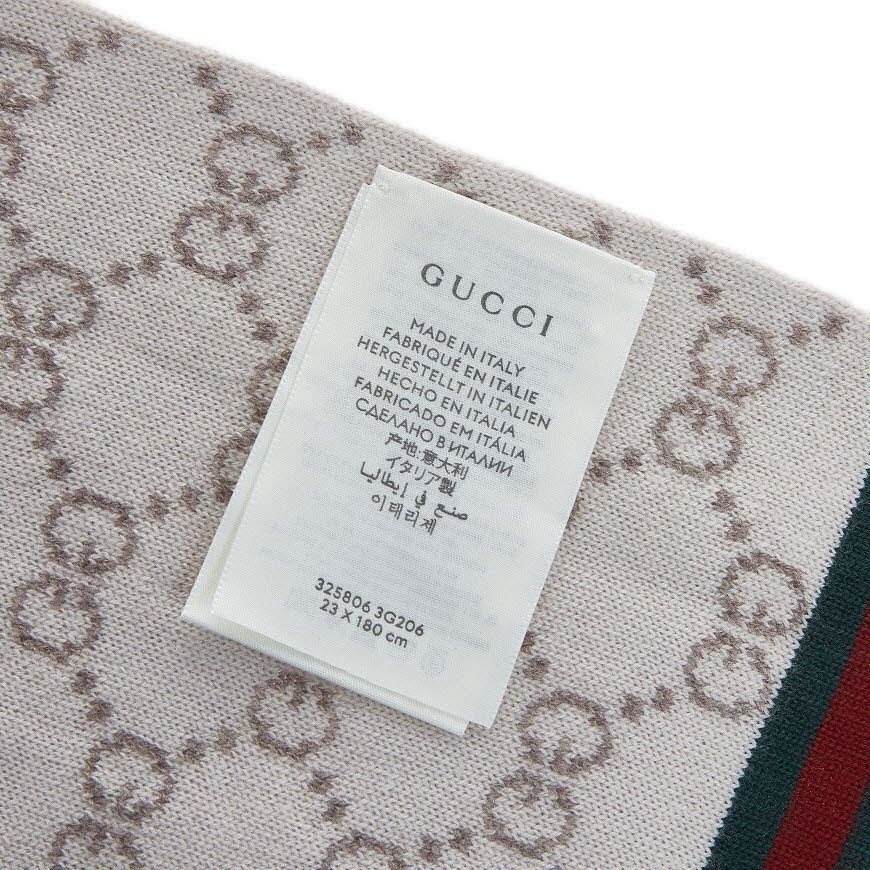 GUCCI
MADE IN ITALY
FABRIQUÉ EN ITALIE
HERGESTELLT IN ITALIEN
HECHO EN ITALIA
FABRICADO EM ITÁLIA
СДЕЛАНО В ИТАЛИИ
产地:意大利
イタリア製
صنع في إيطاليا
이태리제
325806 3G206
23 X 180 cm